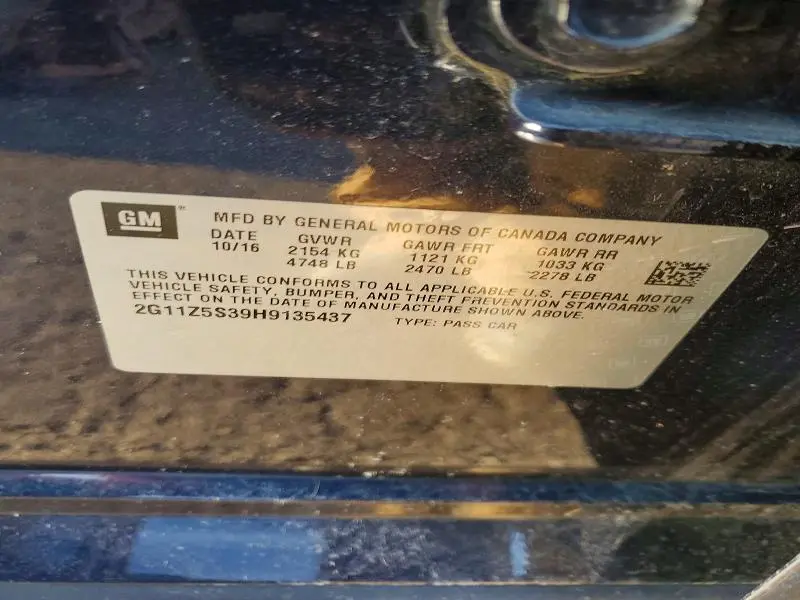 GM
MFD BY GENERAL MOTORS OF CANADA COMPANY
DATE GVWR GAWR FRT GAWR RR
10/16 2154 KG 1121 KG 1033 KG
4748 LB 2470 LB 2278 LB
THIS VEHICLE CONFORMS TO ALL APPLICABLE U.S. FEDERAL MOTOR
VEHICLE SAFETY, BUMPER, AND THEFT PREVENTION STANDARDS IN
EFFECT ON THE DATE OF MANUFACTURE SHOWN ABOVE.
2G11Z5S39H9135437 TYPE: PASS CAR